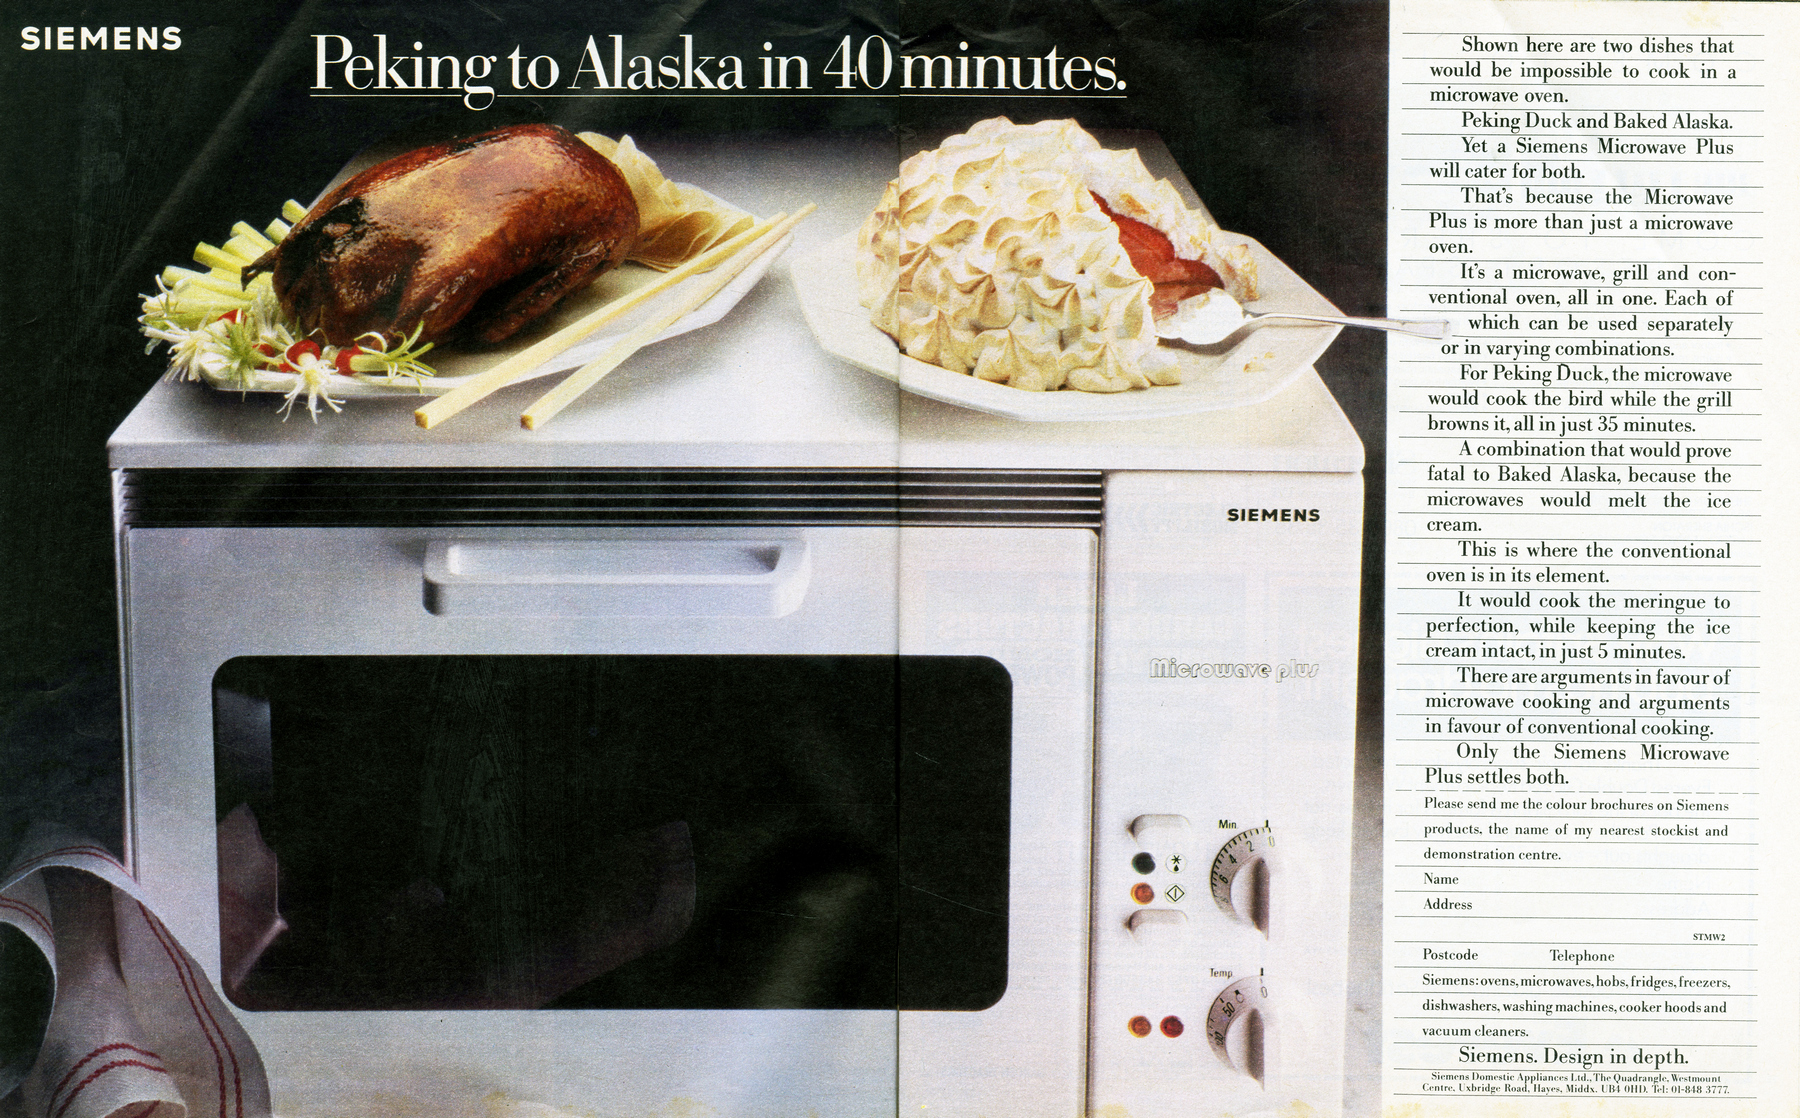 SIEMENS
Peking to Alaska in 40 minutes.
SIEMENS
Microwave plus
Min.
0
2
4
6
Temp.
0
50
Shown here are two dishes that
would be impossible to cook in a
microwave oven.
Peking Duck and Baked Alaska.
Yet a Siemens Microwave Plus
will cater for both.
That's because the Microwave
Plus is more than just a microwave
oven.
It's a microwave, grill and con-
ventional oven, all in one. Each of
which can be used separately
or in varying combinations.
For Peking Duck, the microwave
would cook the bird while the grill
browns it, all in just 35 minutes.
A combination that would prove
fatal to Baked Alaska, because the
microwaves would melt the ice
cream.
This is where the conventional
oven is in its element.
It would cook the meringue to
perfection, while keeping the ice
cream intact, in just 5 minutes.
There are arguments in favour of
microwave cooking and arguments
in favour of conventional cooking.
Only the Siemens Microwave
Plus settles both.
Please send me the colour brochures on Siemens
products, the name of my nearest stockist and
demonstration centre.
Name
Address
STMW2
Postcode Telephone
Siemens: ovens, microwaves, hobs, fridges, freezers,
dishwashers, washing machines, cooker hoods and
vacuum cleaners.
Siemens. Design in depth.
Siemens Domestic Appliances Ltd., The Quadrangle, Westmount
Centre, Uxbridge Road, Hayes, Middx. UB4 0HD. Tel: 01-848 3777.